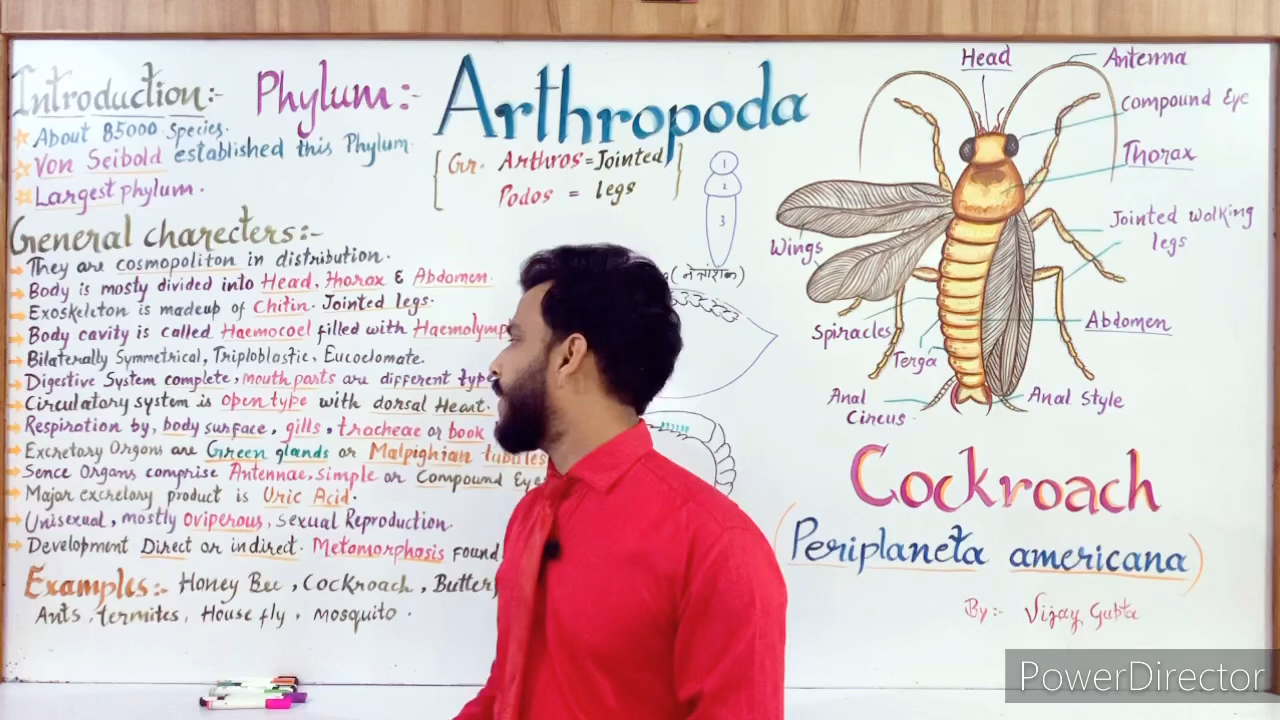 Introduction:-
About 85000 Species.
Von Seibold established this Phylum.
Largest phylum.
Phylum:- Arthropoda
Gr. Arthros = Jointed
Podos = legs
1
2
3
General charecters:-
They are cosmopoliton in distribution.
Body is mostly divided into Head, thorax & Abdomen.
Exoskeleton is madeup of Chitin. Jointed legs.
Body cavity is called Haemocoel filled with Haemolymp
Bilaterally Symmetrical, Triploblastic, Eucoelomate.
Digestive System complete, mouth parts are different type
Circulatory system is open type with dorsal Heart.
Respiration by, body surface, gills, tracheae or book
Excretory Organs are Green glands or Malpighian tubules
Sence Organs comprise Antennae, simple or Compound Eye
Major excretory product is Uric Acid.
Unisexual, mostly oviperous, sexual Reproduction.
Development Direct or indirect. Metamorphosis found
Examples:- Honey Bee, Cockroach, Butter
Ants, termites, House fly, mosquito.
Head
Antenna
Compound Eye
Thorax
Jointed walking
legs
Wings
Spiracles
Terga
Abdomen
Anal
Circus
Anal Style
Cockroach
(Periplaneta americana)
By:- Vijay Gupta
PowerDirector